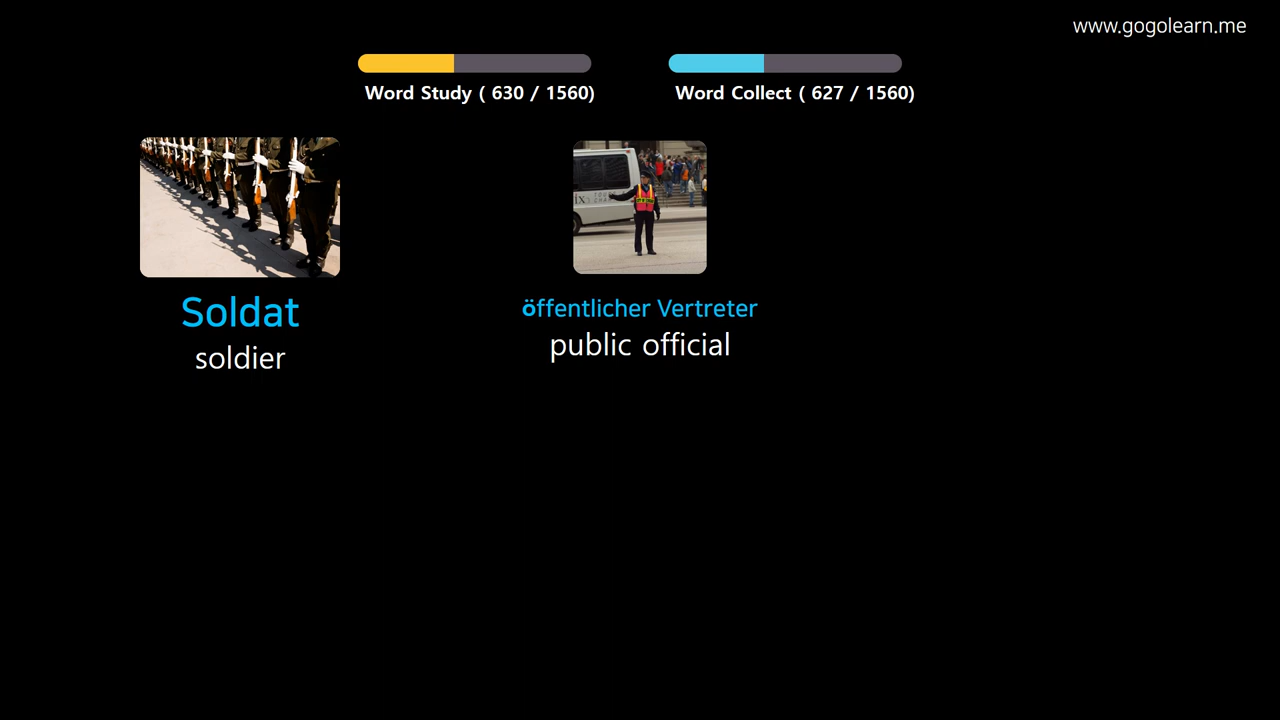 www.gogolearn.me
Word Study ( 630 / 1560)
Word Collect ( 627 / 1560)
Soldat
soldier
öffentlicher Vertreter
public official